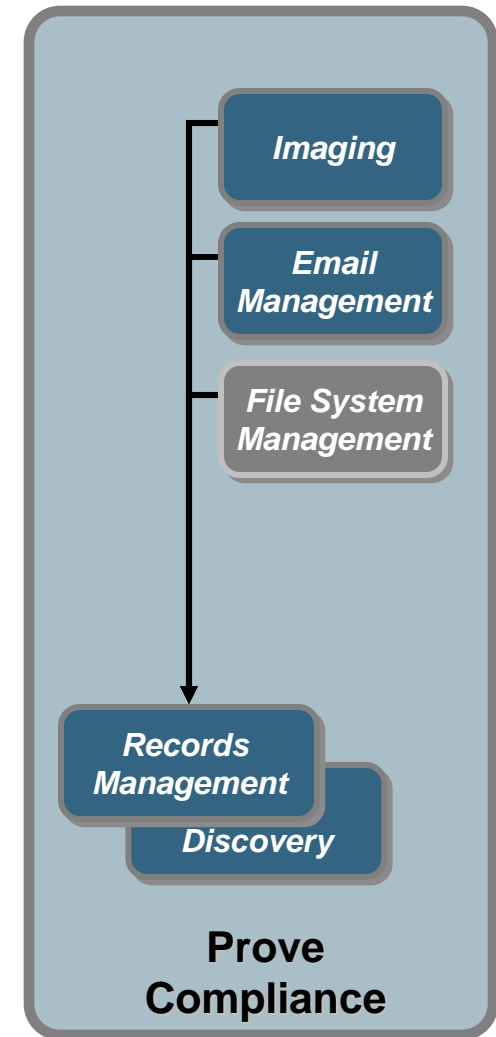 Imaging
Email
Management
File System
Management
Records
Management
Discovery
Prove
Compliance